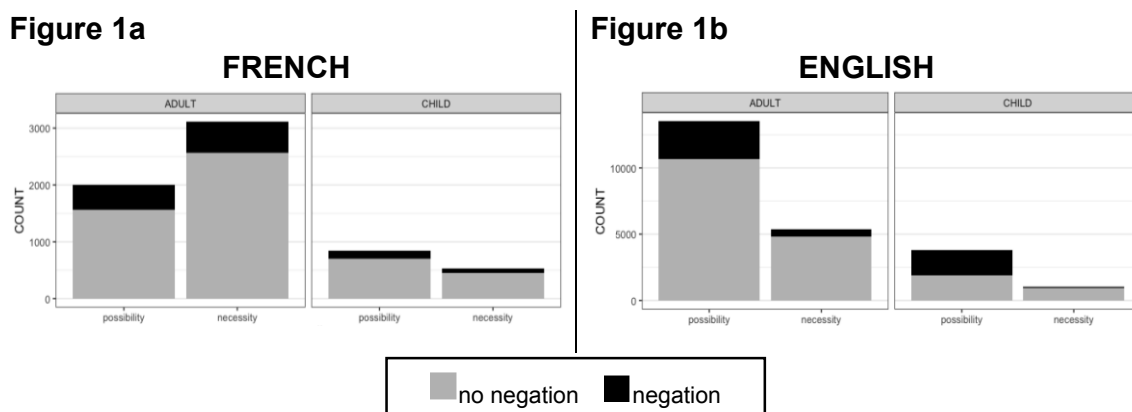 Figure 1a
FRENCH
ADULT
CHILD
3000
2000
1000
0
COUNT
possibility
necessity
possibility
necessity
Figure 1b
ENGLISH
ADULT
CHILD
10000
5000
0
COUNT
possibility
necessity
possibility
necessity
no negation
negation